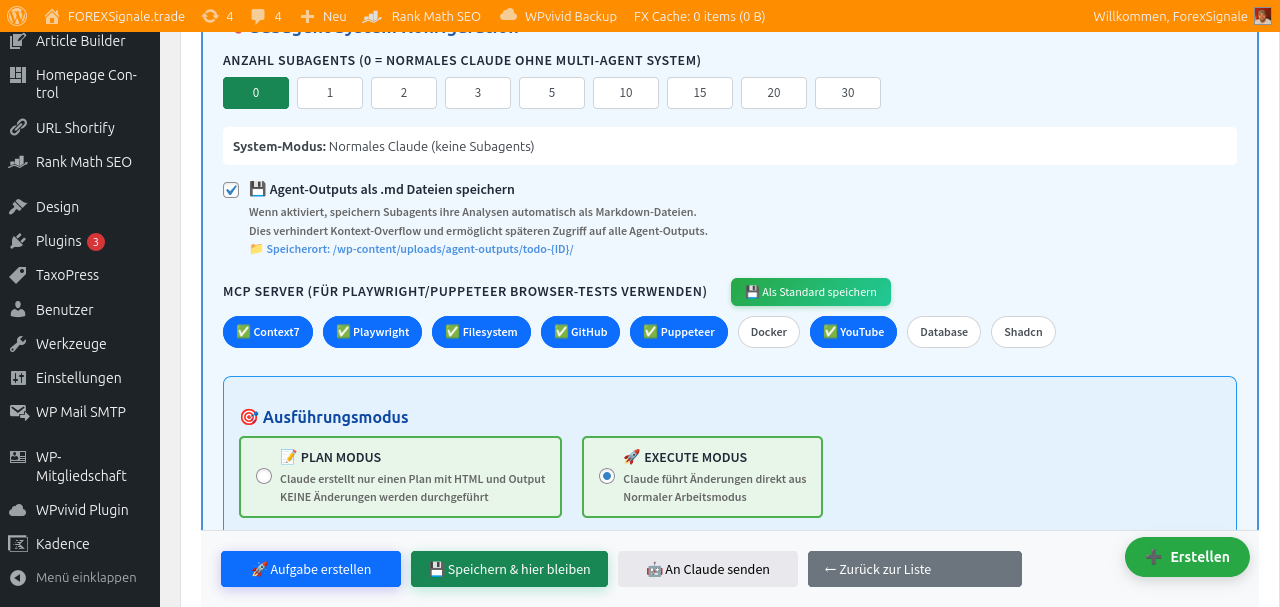 FOREXSignale.trade
4
4
Neu
Rank Math SEO
WPvivid Backup
FX Cache: 0 items (0 B)
Willkommen, ForexSignale
Article Builder
Homepage Con-
trol
URL Shortify
Rank Math SEO
Design
Plugins 3
TaxoPress
Benutzer
Werkzeuge
Einstellungen
WP Mail SMTP
WP-
Mitgliedschaft
WPvivid Plugin
Kadence
Menü einklappen
ANZAHL SUBAGENTS (0 = NORMALES CLAUDE OHNE MULTI-AGENT SYSTEM)
0 1 2 3 5 10 15 20 30
System-Modus: Normales Claude (keine Subagents)
Agent-Outputs als .md Dateien speichern
Wenn aktiviert, speichern Subagents ihre Analysen automatisch als Markdown-Dateien.
Dies verhindert Kontext-Overflow und ermöglicht späteren Zugriff auf alle Agent-Outputs.
Speicherort: /wp-content/uploads/agent-outputs/todo-{ID}/
MCP SERVER (FÜR PLAYWRIGHT/PUPPETEER BROWSER-TESTS VERWENDEN)
Als Standard speichern
Context7 Playwright Filesystem GitHub Puppeteer Docker YouTube Database Shadcn
Ausführungsmodus
PLAN MODUS
Claude erstellt nur einen Plan mit HTML und Output
KEINE Änderungen werden durchgeführt
EXECUTE MODUS
Claude führt Änderungen direkt aus
Normaler Arbeitsmodus
Aufgabe erstellen
Speichern & hier bleiben
An Claude senden
← Zurück zur Liste
Erstellen